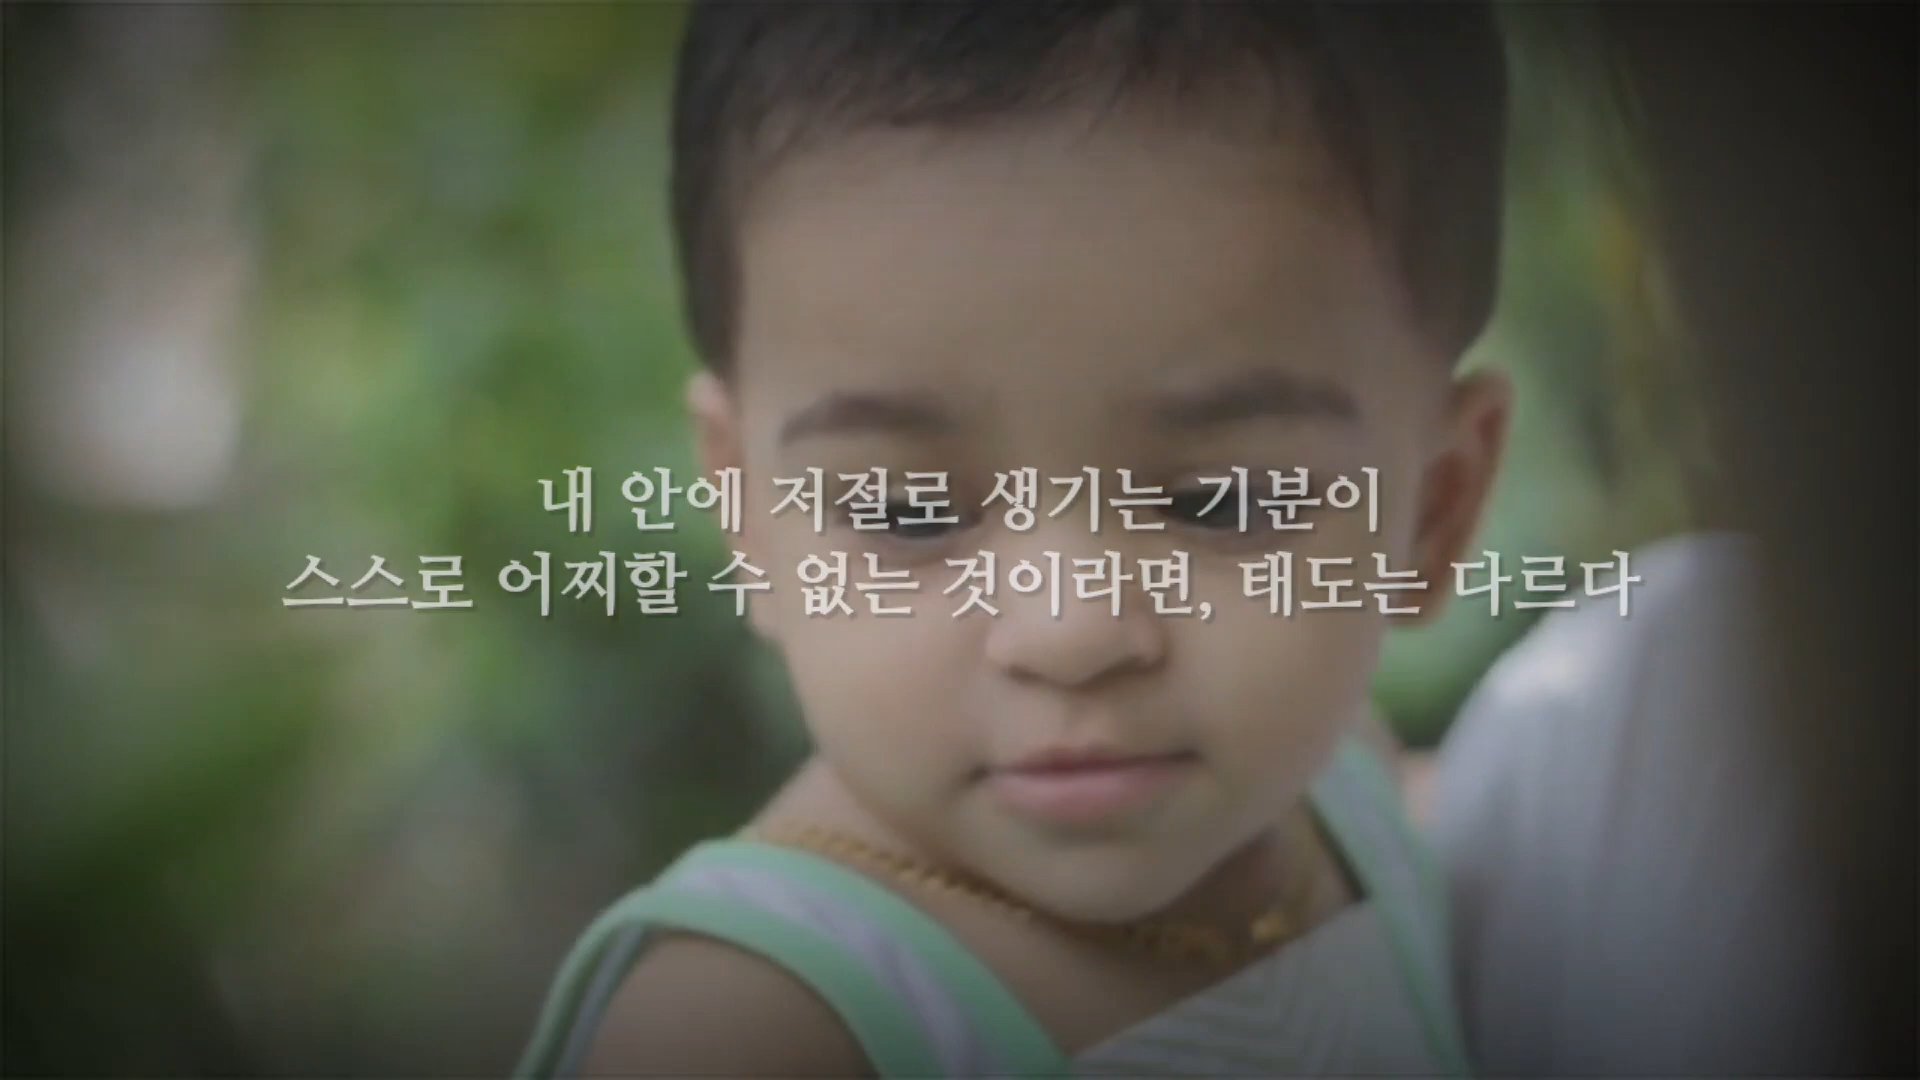 내 안에 저절로 생기는 기분이
스스로 어찌할 수 없는 것이라면, 태도는 다르다